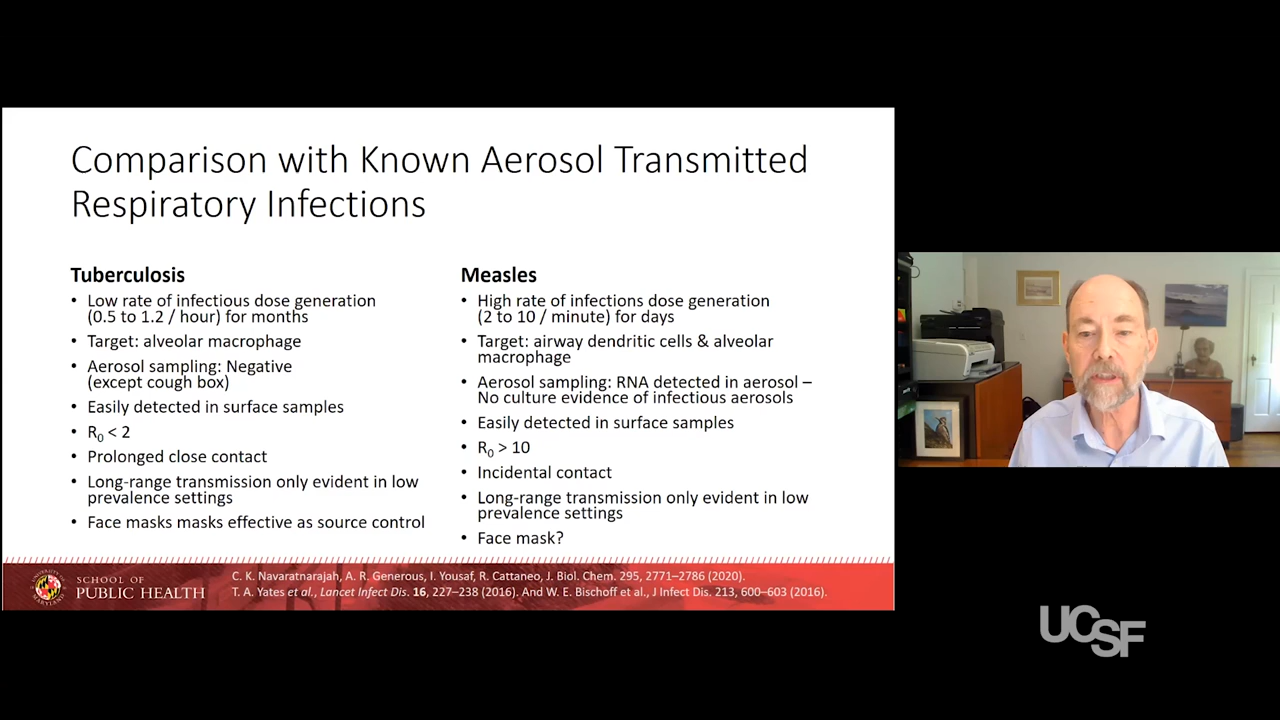 Comparison with Known Aerosol Transmitted
Respiratory Infections
Tuberculosis
• Low rate of infectious dose generation
(0.5 to 1.2 / hour) for months
• Target: alveolar macrophage
• Aerosol sampling: Negative
(except cough box)
• Easily detected in surface samples
• R₀ < 2
• Prolonged close contact
• Long-range transmission only evident in low
prevalence settings
• Face masks masks effective as source control
Measles
• High rate of infections dose generation
(2 to 10 / minute) for days
• Target: airway dendritic cells & alveolar
macrophage
• Aerosol sampling: RNA detected in aerosol –
No culture evidence of infectious aerosols
• Easily detected in surface samples
• R₀ > 10
• Incidental contact
• Long-range transmission only evident in low
prevalence settings
• Face mask?
SCHOOL OF
PUBLIC HEALTH
C. K. Navaratnarajah, A. R. Generous, I. Yousaf, R. Cattaneo, J. Biol. Chem. 295, 2771–2786 (2020).
T. A. Yates et al., Lancet Infect Dis. 16, 227–238 (2016). And W. E. Bischoff et al., J Infect Dis. 213, 600–603 (2016).
UCSF